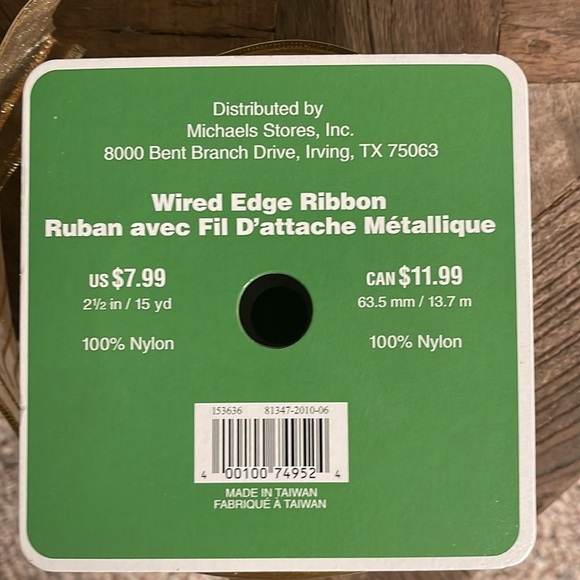 Distributed by
Michaels Stores, Inc.
8000 Bent Branch Drive, Irving, TX 75063
Wired Edge Ribbon
Ruban avec Fil D'attache Métallique
US $7.99
2½ in / 15 yd
100% Nylon
CAN $11.99
63.5 mm / 13.7 m
100% Nylon
153636 81347-2010-06
4 00100 74952 4
MADE IN TAIWAN
FABRIQUÉ À TAIWAN